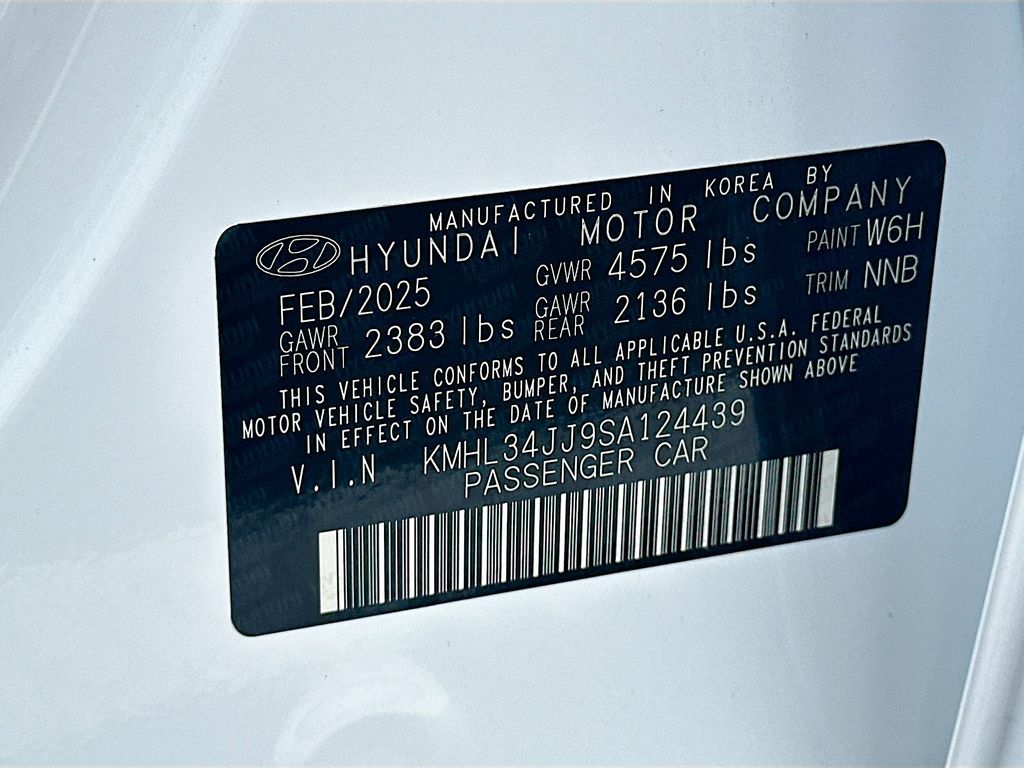 MANUFACTURED IN KOREA BY
HYUNDAI MOTOR COMPANY
FEB/2025 GVWR 4575 lbs PAINT W6H
GAWR FRONT 2383 lbs GAWR REAR 2136 lbs TRIM NNB
THIS VEHICLE CONFORMS TO ALL APPLICABLE U.S.A. FEDERAL
MOTOR VEHICLE SAFETY, BUMPER, AND THEFT PREVENTION STANDARDS
IN EFFECT ON THE DATE OF MANUFACTURE SHOWN ABOVE
V.I.N KMHL34JJ9SA124439
PASSENGER CAR